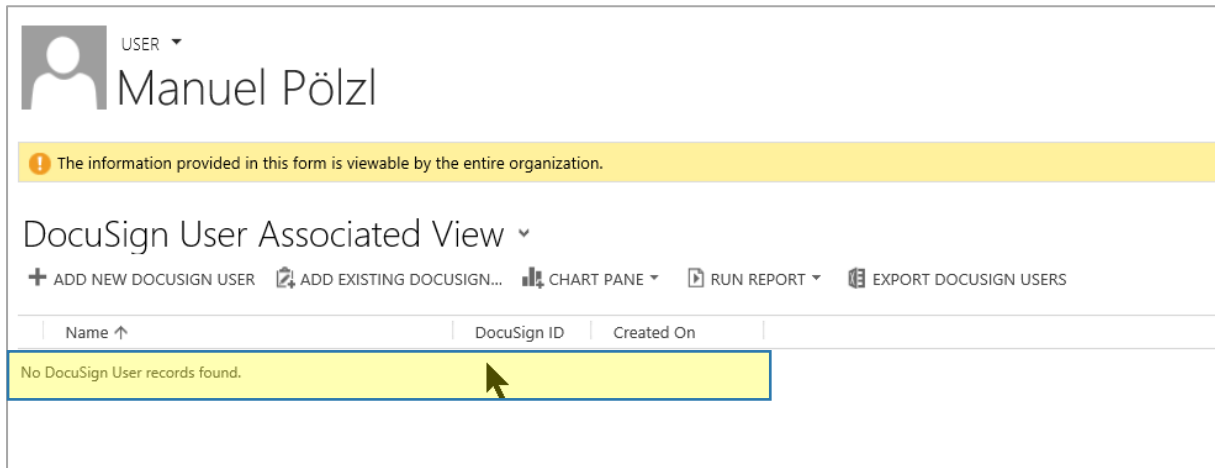 USER
Manuel Pölzl
The information provided in this form is viewable by the entire organization.
DocuSign User Associated View
ADD NEW DOCUSIGN USER ADD EXISTING DOCUSIGN... CHART PANE RUN REPORT EXPORT DOCUSIGN USERS
Name DocuSign ID Created On
No DocuSign User records found.